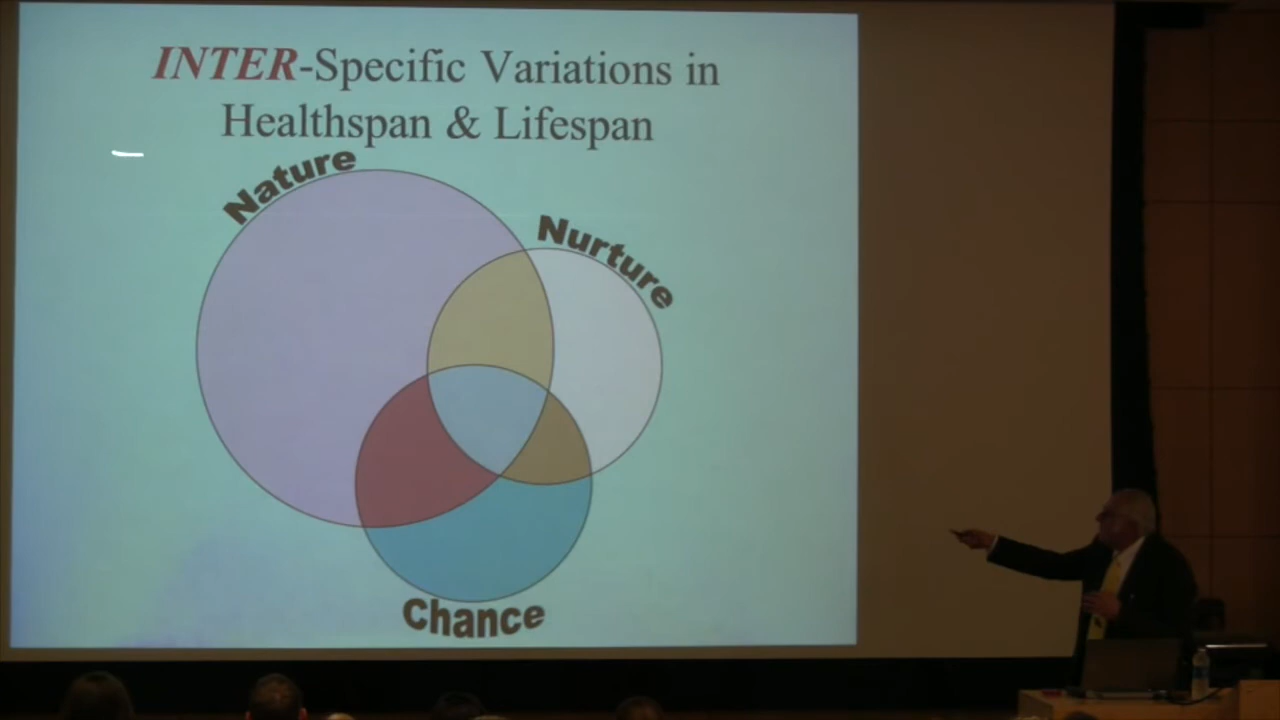 INTER-Specific Variations in
Healthspan & Lifespan
Nature
Nurture
Chance